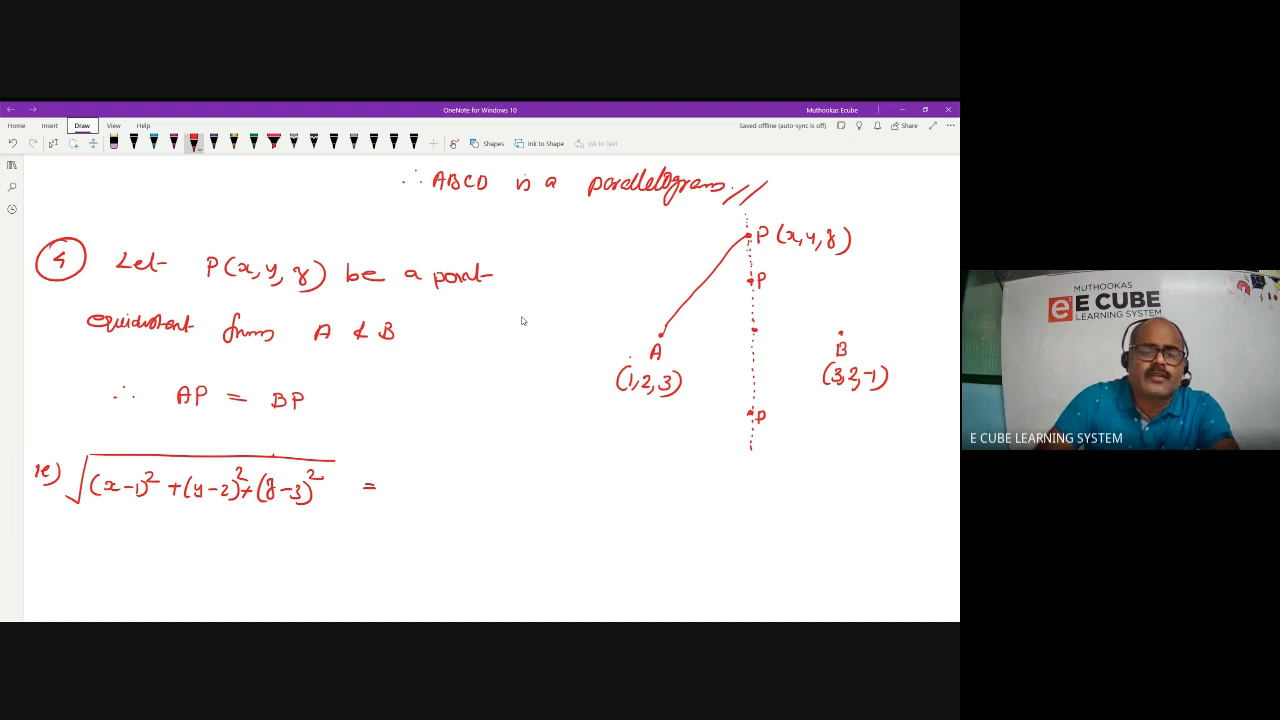 OneNote for Windows 10
Muthookas Ecube
Home Insert Draw View Help
Saved offline (auto-sync is off)
Share
Shapes
Ink to Shape
Ink to Text
∴ ABCD is a parallelogram //
4 Let P(x, y, z) be a point
equidistant from A & B
∴ AP = BP
ie) √(x-1)² + (y-2)² + (z-3)² =
P(x, y, z)
P
A
(1, 2, 3)
B
(3, 2, -1)
P
MUTHOOKAS
e E CUBE
LEARNING SYSTEM
E CUBE LEARNING SYSTEM